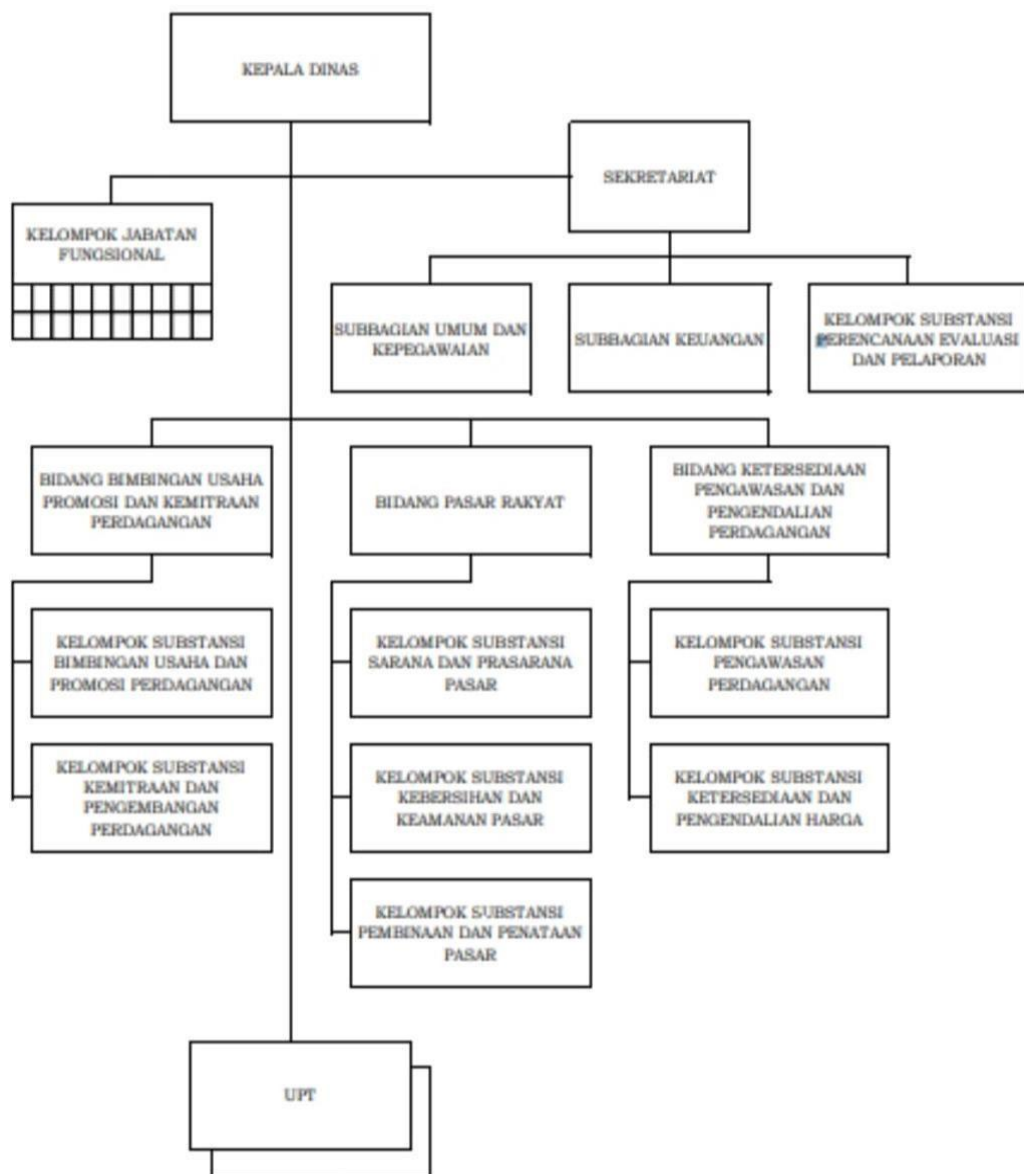 KEPALA DINAS
SEKRETARIAT
KELOMPOK JABATAN
FUNGSIONAL
SUBBAGIAN UMUM DAN
KEPEGAWAIAN
SUBBAGIAN KEUANGAN
KELOMPOK SUBSTANSI
PERENCANAAN EVALUASI
DAN PELAPORAN
BIDANG BIMBINGAN USAHA
PROMOSI DAN KEMITRAAN
PERDAGANGAN
BIDANG PASAR RAKYAT
BIDANG KETERSEDIAAN
PENGAWASAN DAN
PENGENDALIAN
PERDAGANGAN
KELOMPOK SUBSTANSI
BIMBINGAN USAHA DAN
PROMOSI PERDAGANGAN
KELOMPOK SUBSTANSI
SARANA DAN PRASARANA
PASAR
KELOMPOK SUBSTANSI
PENGAWASAN
PERDAGANGAN
KELOMPOK SUBSTANSI
KEMITRAAN DAN
PENGEMBANGAN
PERDAGANGAN
KELOMPOK SUBSTANSI
KEBERSIHAN DAN
KEAMANAN PASAR
KELOMPOK SUBSTANSI
KETERSEDIAAN DAN
PENGENDALIAN HARGA
KELOMPOK SUBSTANSI
PEMBINAAN DAN PENATAAN
PASAR
UPT